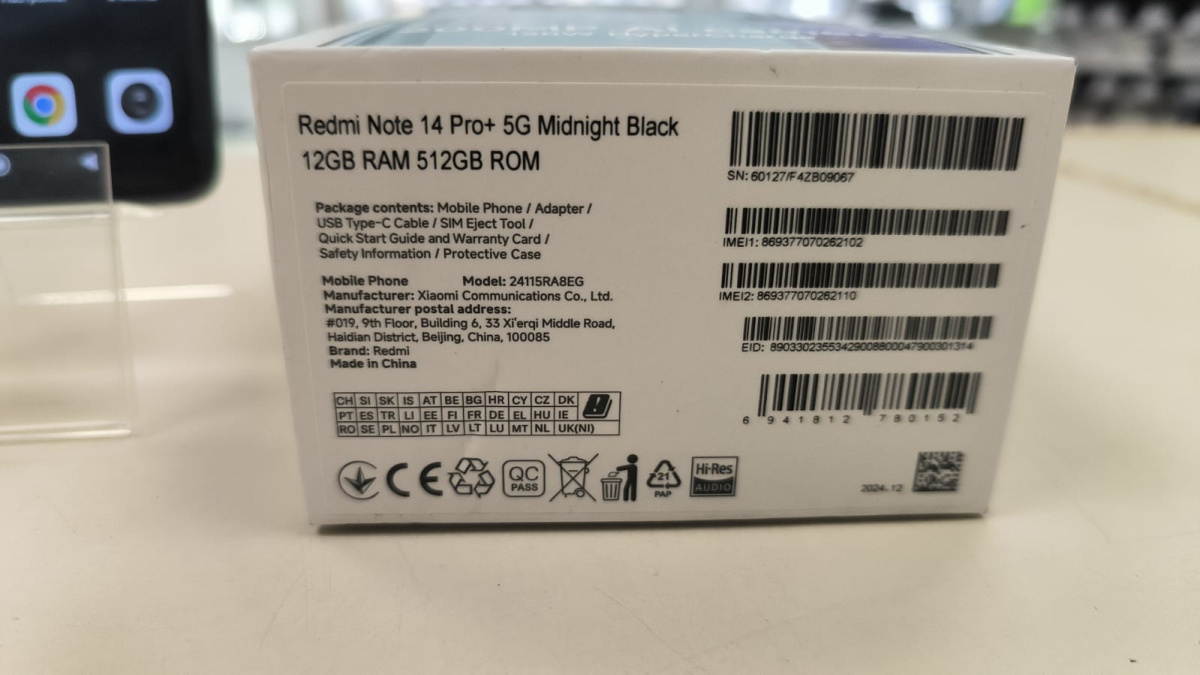 Redmi Note 14 Pro+ 5G Midnight Black
12GB RAM 512GB ROM
Package contents: Mobile Phone / Adapter /
USB Type-C Cable / SIM Eject Tool /
Quick Start Guide and Warranty Card /
Safety Information / Protective Case
Mobile Phone Model: 24115RA8EG
Manufacturer: Xiaomi Communications Co., Ltd.
Manufacturer postal address:
#019, 9th Floor, Building 6, 33 Xi'erqi Middle Road,
Haidian District, Beijing, China, 100085
Brand: Redmi
Made in China
CH SI SK IS AT BE BG HR CY CZ DK
PT ES TR LI EE FI FR DE EL HU IE
RO SE PL NO IT LV LT LU MT NL UK(NI)
CE
QC
PASS
21
PAP
Hi-Res
AUDIO
SN: 60127/F4ZB09067
IMEI1: 869377070262102
IMEI2: 869377070262110
EID: 89033023553429008800047900301314
6 941812 780152
2024.12